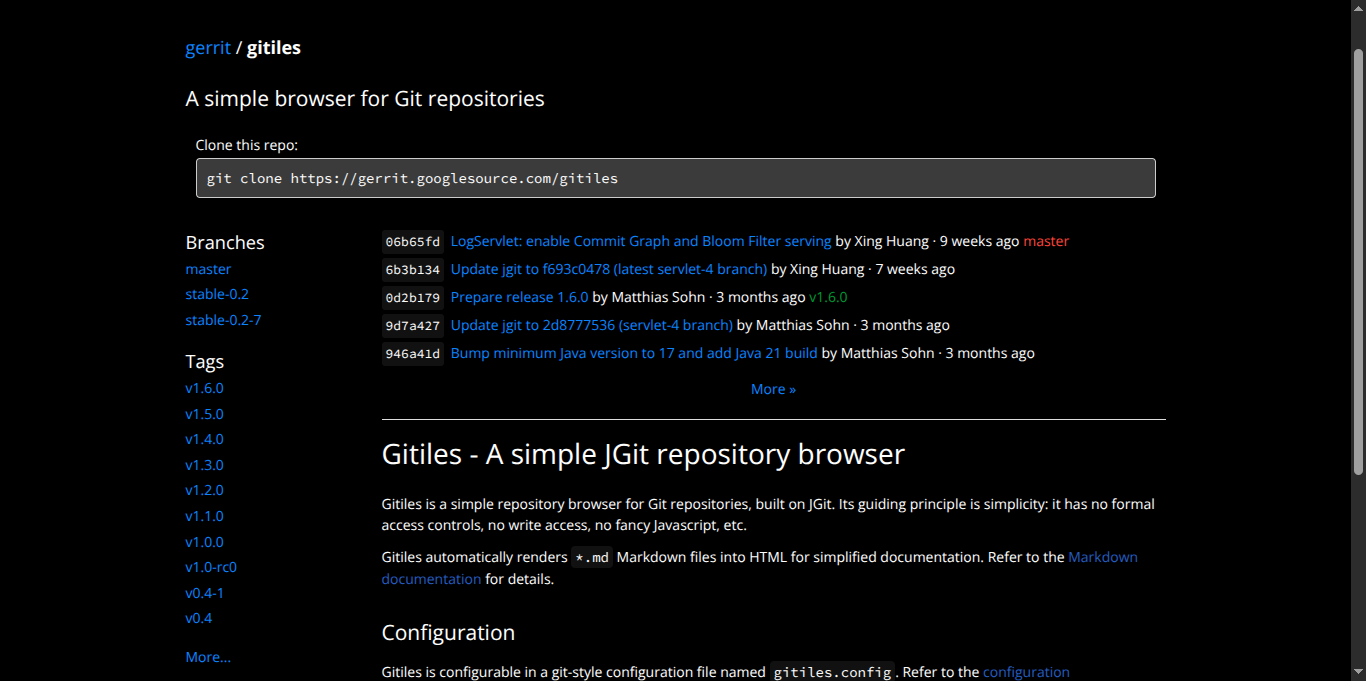 gerrit / gitiles
A simple browser for Git repositories
Clone this repo:
git clone https://gerrit.googlesource.com/gitiles
Branches
master
stable-0.2
stable-0.2-7
Tags
v1.6.0
v1.5.0
v1.4.0
v1.3.0
v1.2.0
v1.1.0
v1.0.0
v1.0-rc0
v0.4-1
v0.4
More...
06b65fd LogServlet: enable Commit Graph and Bloom Filter serving by Xing Huang · 9 weeks ago master
6b3b134 Update jgit to f693c0478 (latest servlet-4 branch) by Xing Huang · 7 weeks ago
0d2b179 Prepare release 1.6.0 by Matthias Sohn · 3 months ago v1.6.0
9d7a427 Update jgit to 2d8777536 (servlet-4 branch) by Matthias Sohn · 3 months ago
946a41d Bump minimum Java version to 17 and add Java 21 build by Matthias Sohn · 3 months ago
More »
Gitiles - A simple JGit repository browser
Gitiles is a simple repository browser for Git repositories, built on JGit. Its guiding principle is simplicity: it has no formal
access controls, no write access, no fancy Javascript, etc.
Gitiles automatically renders *.md Markdown files into HTML for simplified documentation. Refer to the Markdown
documentation for details.
Configuration
Gitiles is configurable in a git-style configuration file named gitiles.config. Refer to the configuration